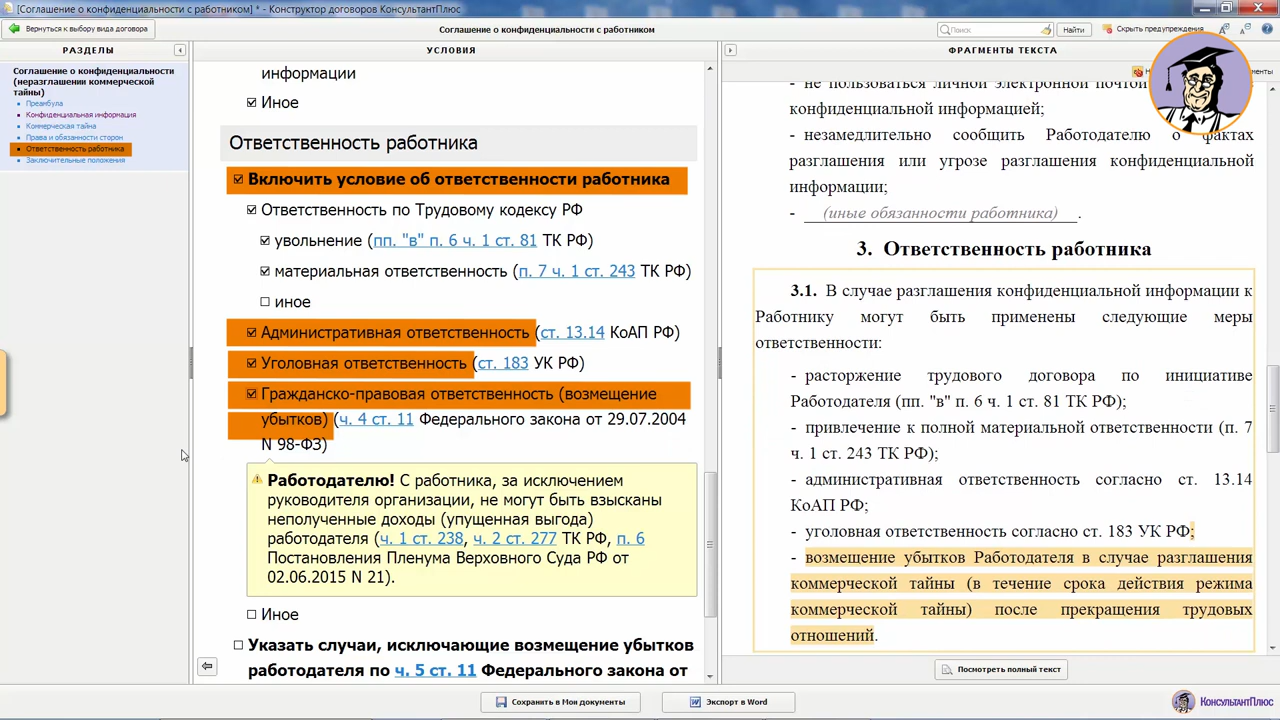 [Соглашение о конфиденциальности с работником] * - Конструктор договоров КонсультантПлюс
Вернуться к выбору вида договора
Соглашение о конфиденциальности с работником
Поиск
Найти
Скрыть предупреждения
РАЗДЕЛЫ
Соглашение о конфиденциальности
(неразглашении коммерческой
тайны)
Преамбула
Конфиденциальная информация
Коммерческая тайна
Права и обязанности сторон
Ответственность работника
Заключительные положения
УСЛОВИЯ
информации
Иное
Ответственность работника
Включить условие об ответственности работника
Ответственность по Трудовому кодексу РФ
увольнение (пп. "в" п. 6 ч. 1 ст. 81 ТК РФ)
материальная ответственность (п. 7 ч. 1 ст. 243 ТК РФ)
иное
Административная ответственность (ст. 13.14 КоАП РФ)
Уголовная ответственность (ст. 183 УК РФ)
Гражданско-правовая ответственность (возмещение
убытков) (ч. 4 ст. 11 Федерального закона от 29.07.2004
N 98-ФЗ)
Работодателю! С работника, за исключением
руководителя организации, не могут быть взысканы
неполученные доходы (упущенная выгода)
работодателя (ч. 1 ст. 238, ч. 2 ст. 277 ТК РФ, п. 6
Постановления Пленума Верховного Суда РФ от
02.06.2015 N 21).
Иное
Указать случаи, исключающие возмещение убытков
работодателя по ч. 5 ст. 11 Федерального закона от
ФРАГМЕНТЫ ТЕКСТА
- не пользоваться личной электронной почтой
конфиденциальной информацией;
- незамедлительно сообщить Работодателю о фактах
разглашения или угрозе разглашения конфиденциальной
информации;
- (иные обязанности работника).
3. Ответственность работника
3.1. В случае разглашения конфиденциальной информации к
Работнику могут быть применены следующие меры
ответственности:
- расторжение трудового договора по инициативе
Работодателя (пп. "в" п. 6 ч. 1 ст. 81 ТК РФ);
- привлечение к полной материальной ответственности (п. 7
ч. 1 ст. 243 ТК РФ);
- административная ответственность согласно ст. 13.14
КоАП РФ;
- уголовная ответственность согласно ст. 183 УК РФ;
- возмещение убытков Работодателя в случае разглашения
коммерческой тайны (в течение срока действия режима
коммерческой тайны) после прекращения трудовых
отношений.
Посмотреть полный текст
Сохранить в Мои документы
Экспорт в Word
КОНСУЛЬТАНТПЛЮС